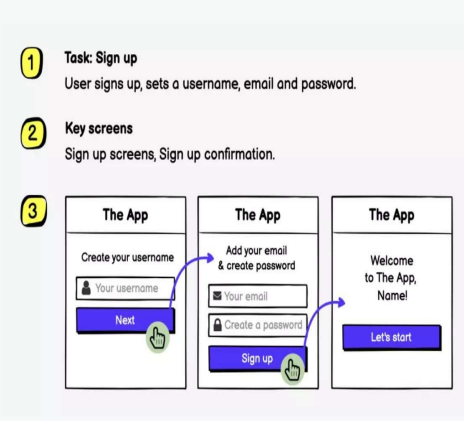 1
Task: Sign up
User signs up, sets a username, email and password.
2
Key screens
Sign up screens, Sign up confirmation.
3
The App
Create your username
Your username
Next
The App
Add your email
& create password
Your email
Create a password
Sign up
The App
Welcome
to The App,
Name!
Let's start